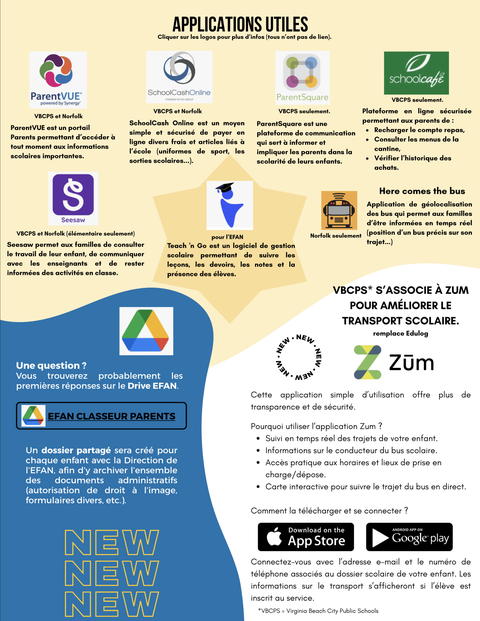 APPLICATIONS UTILES
Cliquer sur les logos pour plus d'infos (tous n'ont pas de lien).
ParentVUE
powered by Synergy
VBCPS et Norfolk
ParentVUE est un portail
Parents permettant d'accéder à
tout moment aux informations
scolaires importantes.
SchoolCashOnline
VBCPS et Norfolk
SchoolCash Online est un moyen
simple et sécurisé de payer en
ligne divers frais et articles liés à
l'école (uniformes de sport, les
sorties scolaires...).
ParentSquare
VBCPS seulement.
ParentSquare est une
plateforme de communication
qui sert à informer et
impliquer les parents dans la
scolarité de leurs enfants.
schoolcafé
VBCPS seulement.
Plateforme en ligne sécurisée
permettant aux parents de :
• Recharger le compte repas,
• Consulter les menus de la
cantine,
• Vérifier l'historique des
achats.
Seesaw
VBCPS et Norfolk (élémentaire seulement)
Seesaw permet aux familles de consulter
le travail de leur enfant, de communiquer
avec les enseignants et de rester
informées des activités en classe.
pour l'EFAN
Teach 'n Go est un logiciel de gestion
scolaire permettant de suivre les
leçons, les devoirs, les notes et la
présence des élèves.
Here comes the bus
Norfolk seulement
Application de géolocalisation
des bus qui permet aux familles
d'être informées en temps réel
(position d'un bus précis sur son
trajet...)
VBCPS* S'ASSOCIE À ZUM
POUR AMÉLIORER LE
TRANSPORT SCOLAIRE.
remplace Edulog
NEW • NEW • NEW • NEW • NEW •
Zūm
Une question ?
Vous trouverez probablement les
premières réponses sur le Drive EFAN.
EFAN CLASSEUR PARENTS
Un dossier partagé sera créé pour
chaque enfant avec la Direction de
l'EFAN, afin d'y archiver l'ensemble
des documents administratifs
(autorisation de droit à l'image,
formulaires divers, etc.).
NEW
NEW
NEW
Cette application simple d'utilisation offre plus de
transparence et de sécurité.
Pourquoi utiliser l'application Zum ?
• Suivi en temps réel des trajets de votre enfant.
• Informations sur le conducteur du bus scolaire.
• Accès pratique aux horaires et lieux de prise en
charge/dépose.
• Carte interactive pour suivre le trajet du bus en direct.
Comment la télécharger et se connecter ?
Download on the
App Store
ANDROID APP ON
Google play
Connectez-vous avec l'adresse e-mail et le numéro de
téléphone associés au dossier scolaire de votre enfant. Les
informations sur le transport s'afficheront si l'élève est
inscrit au service.
*VBCPS = Virginia Beach City Public Schools